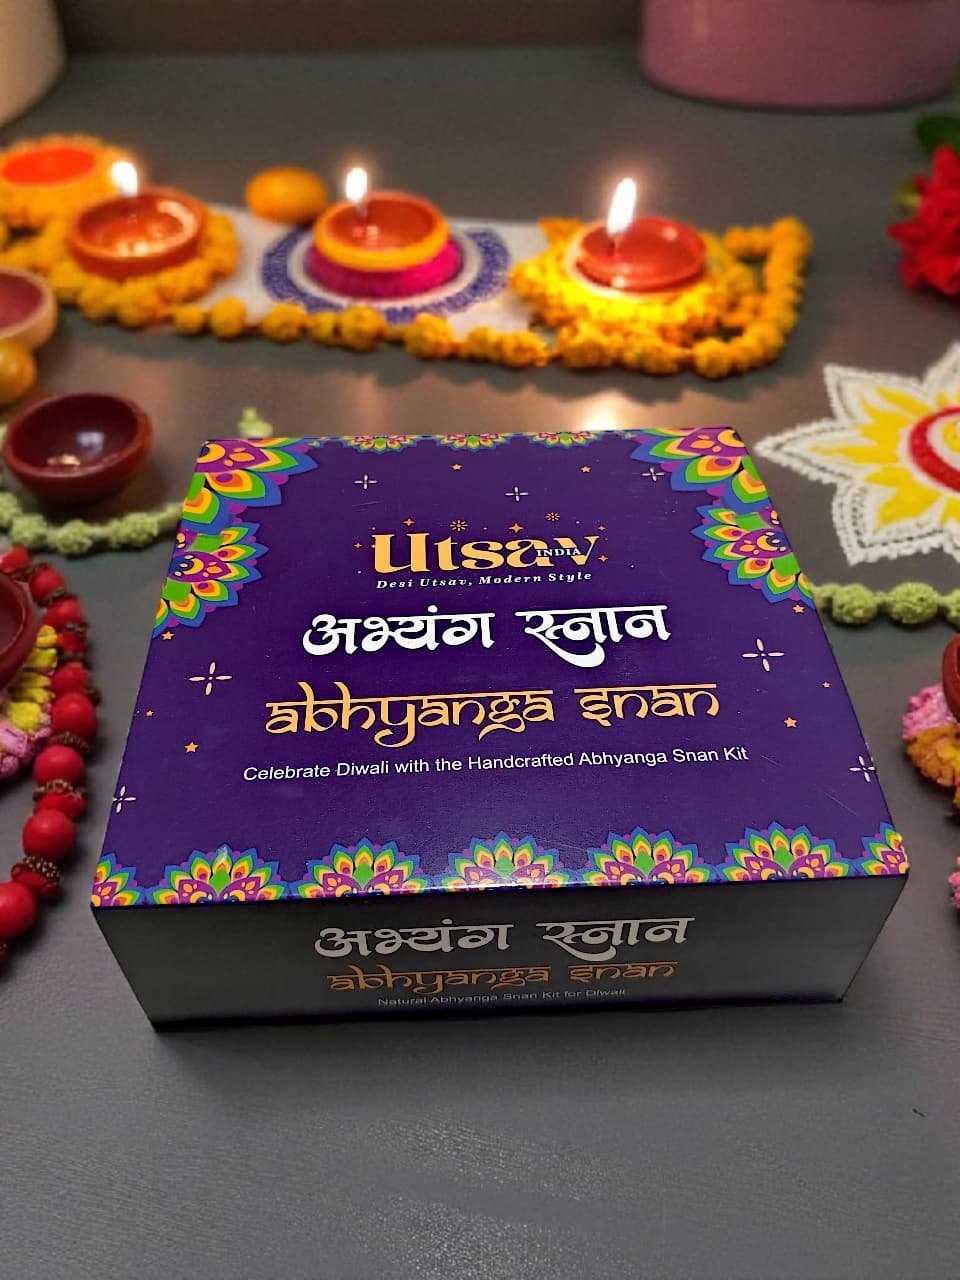 Utsav INDIA
Desi Utsav, Modern Style
अभ्यंग स्नान
abhyanga snan
Celebrate Diwali with the Handcrafted Abhyanga Snan Kit
अभ्यंग स्नान
abhyanga snan
Natural Abhyanga Snan Kit for Diwali